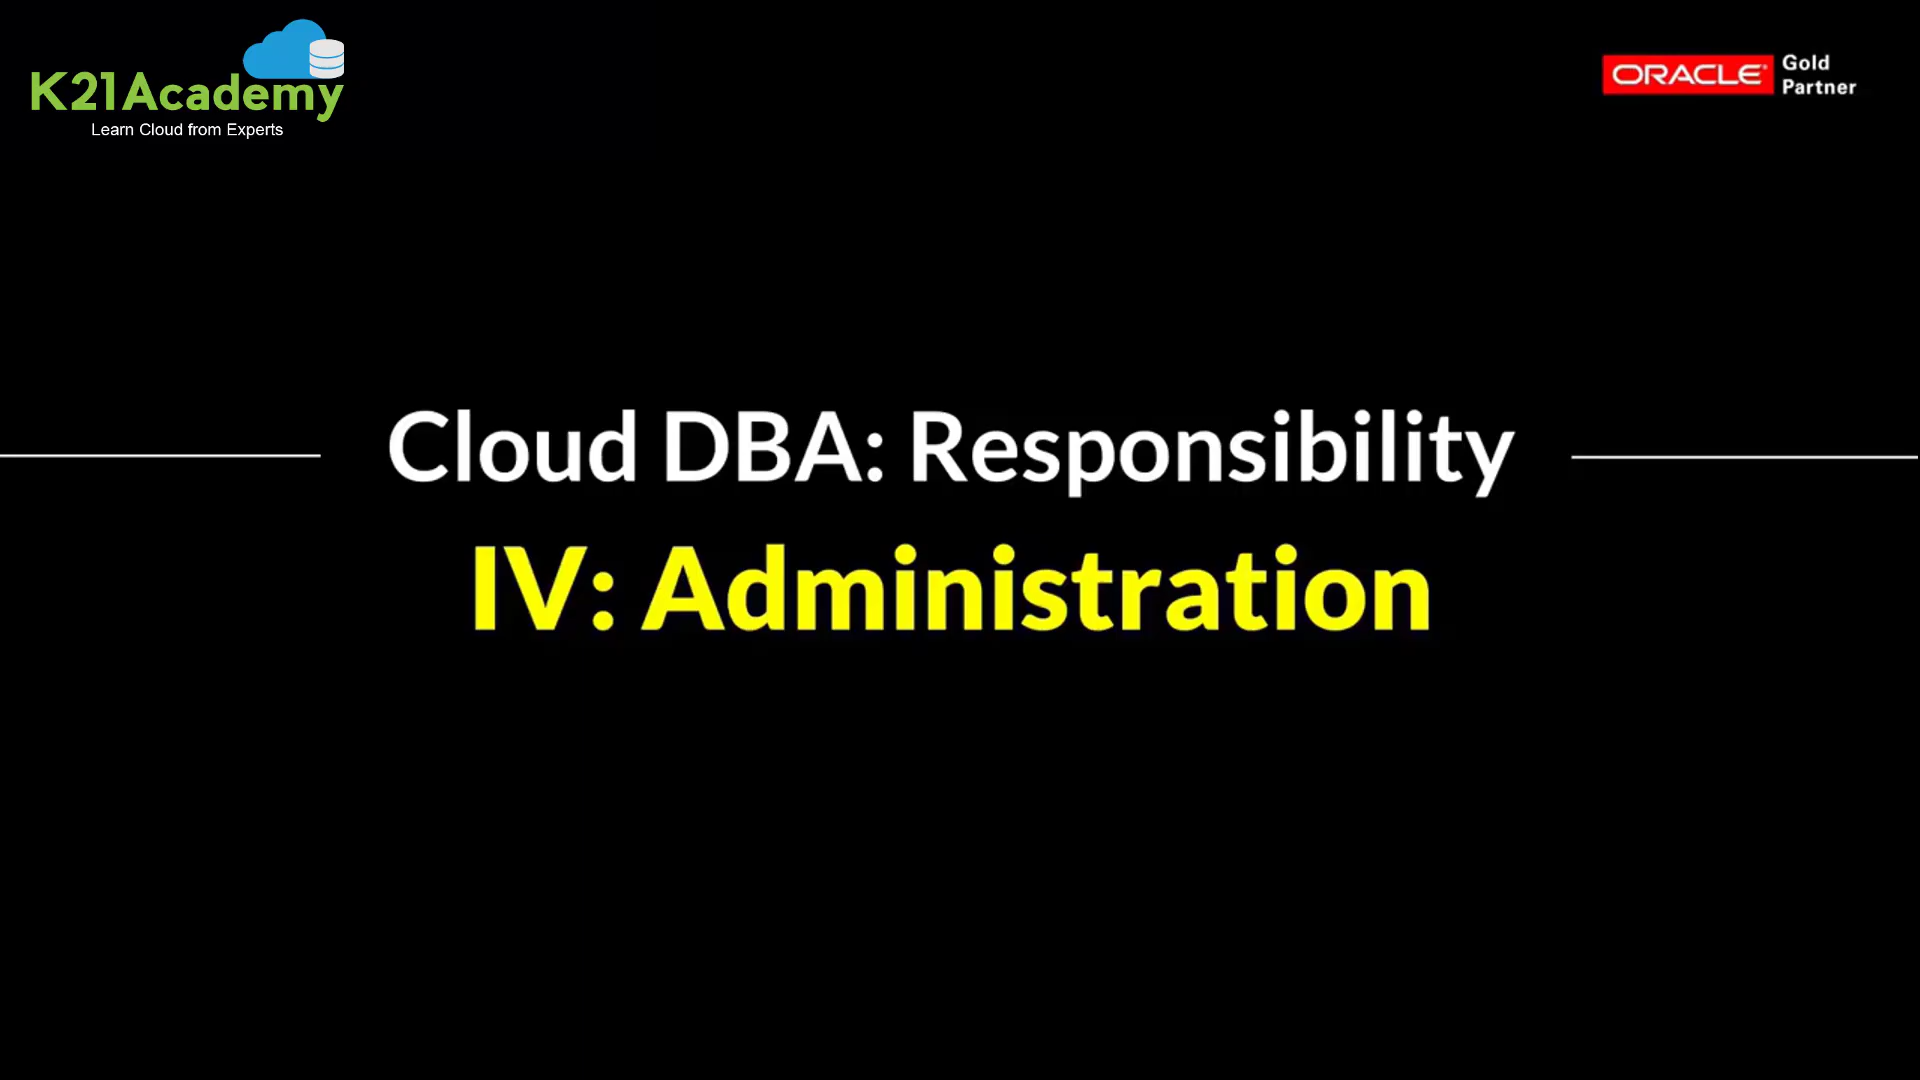 K21Academy
Learn Cloud from Experts
ORACLE® Gold
Partner
Cloud DBA: Responsibility
IV: Administration